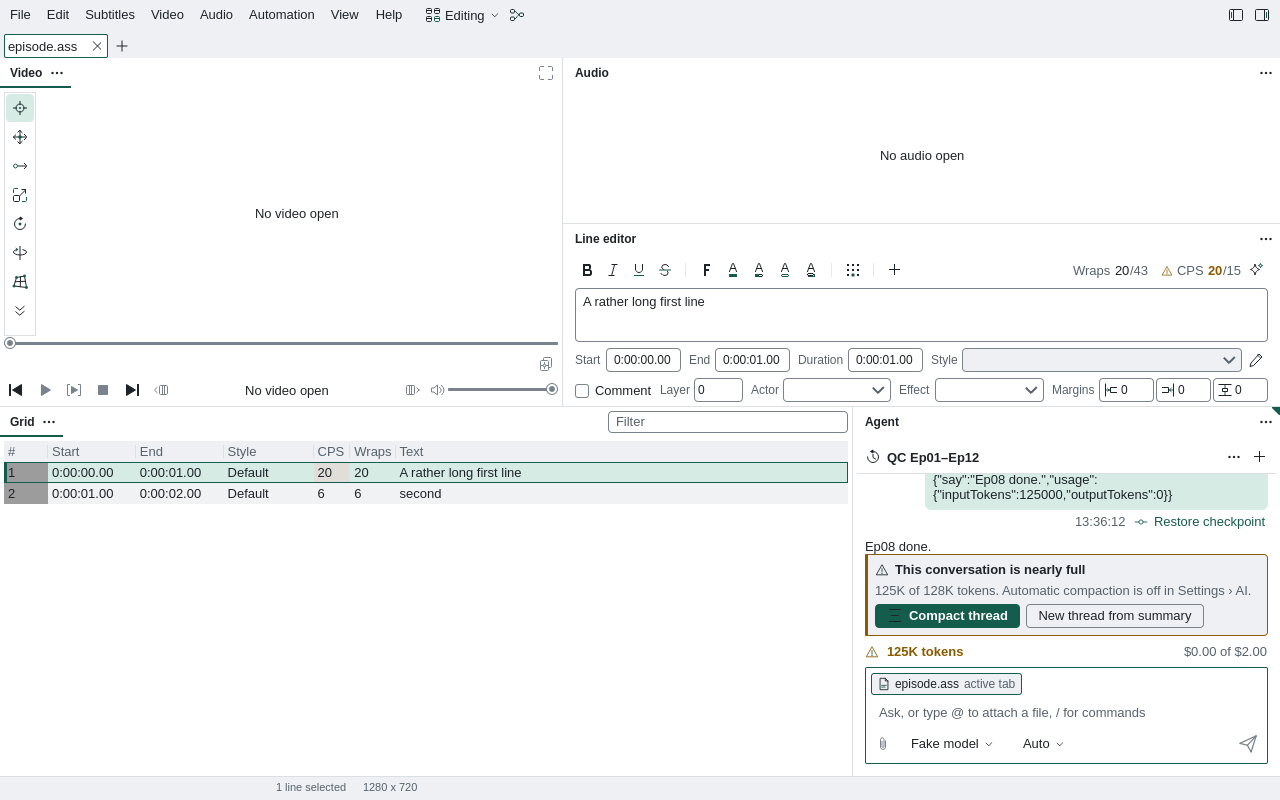 File Edit Subtitles Video Audio Automation View Help Editing
episode.ass
Video
No video open
No video open
Audio
No audio open
Line editor
B I U S F A A A A Wraps 20/43 CPS 20/15
A rather long first line
Start 0:00:00.00 End 0:00:01.00 Duration 0:00:01.00 Style
Comment Layer 0 Actor Effect Margins 0 0 0
Grid Filter
# Start End Style CPS Wraps Text
1 0:00:00.00 0:00:01.00 Default 20 20 A rather long first line
2 0:00:01.00 0:00:02.00 Default 6 6 second
Agent
QC Ep01–Ep12
{"say":"Ep08 done.","usage":
{"inputTokens":125000,"outputTokens":0}}
13:36:12 Restore checkpoint
Ep08 done.
This conversation is nearly full
125K of 128K tokens. Automatic compaction is off in Settings › AI.
Compact thread New thread from summary
125K tokens $0.00 of $2.00
episode.ass active tab
Ask, or type @ to attach a file, / for commands
Fake model Auto
1 line selected 1280 x 720